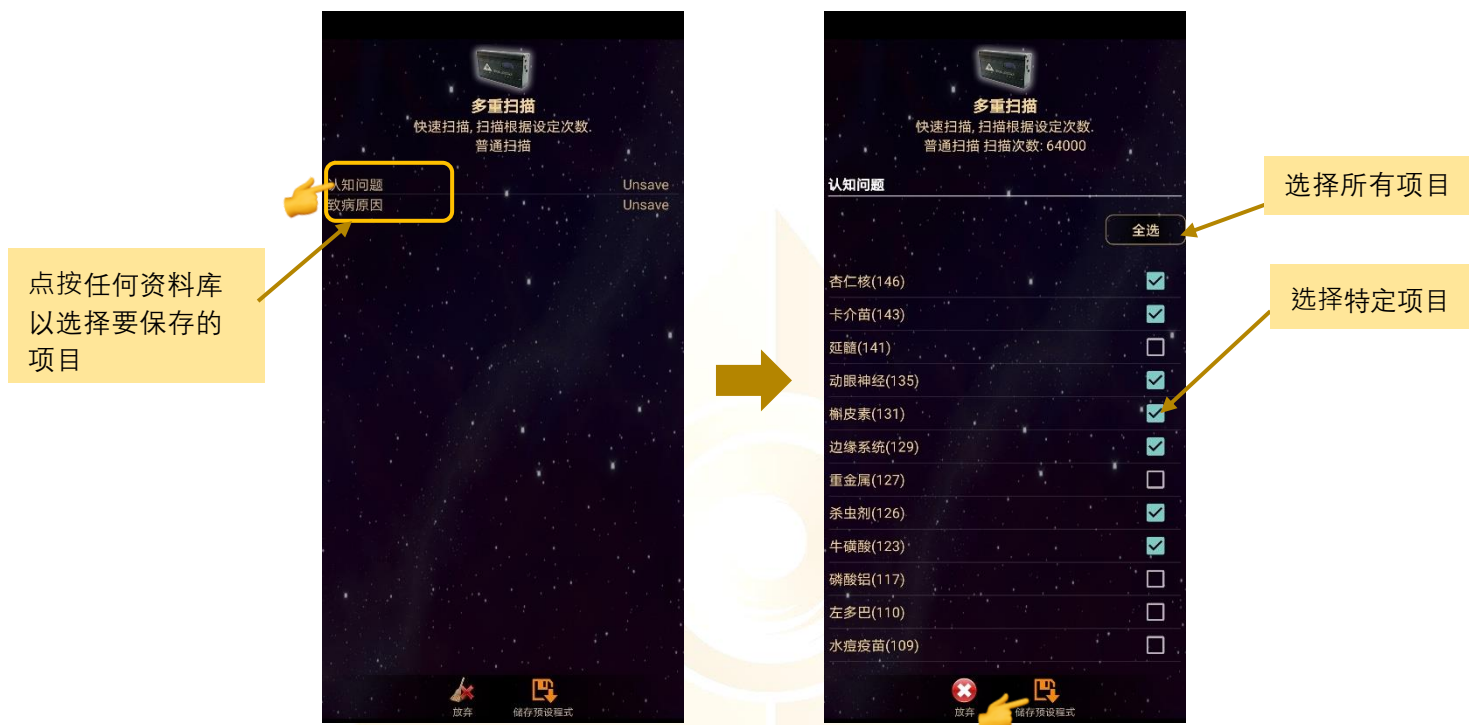 点按任何资料库
以选择要保存的
项目
多重扫描
快速扫描, 扫描根据设定次数.
普通扫描
认知问题 Unsave
致病原因 Unsave
放弃 储存预设程式
多重扫描
快速扫描, 扫描根据设定次数.
普通扫描 扫描次数: 64000
认知问题
全选
杏仁核(146)
卡介苗(143)
延髓(141)
动眼神经(135)
槲皮素(131)
边缘系统(129)
重金属(127)
杀虫剂(126)
牛磺酸(123)
磷酸铝(117)
左多巴(110)
水痘疫苗(109)
放弃 储存预设程式
选择所有项目
选择特定项目